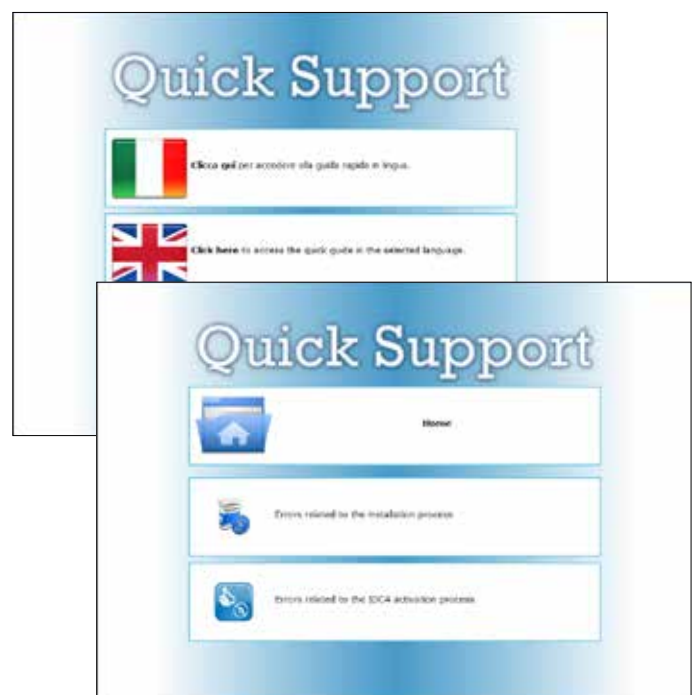 Quick Support
Clicca qui per accedere alla guida rapida in lingua.
Click here to access the quick guide in the selected language.
Quick Support
Home
Errors related to the installation process
Errors related to the IDC4 activation process